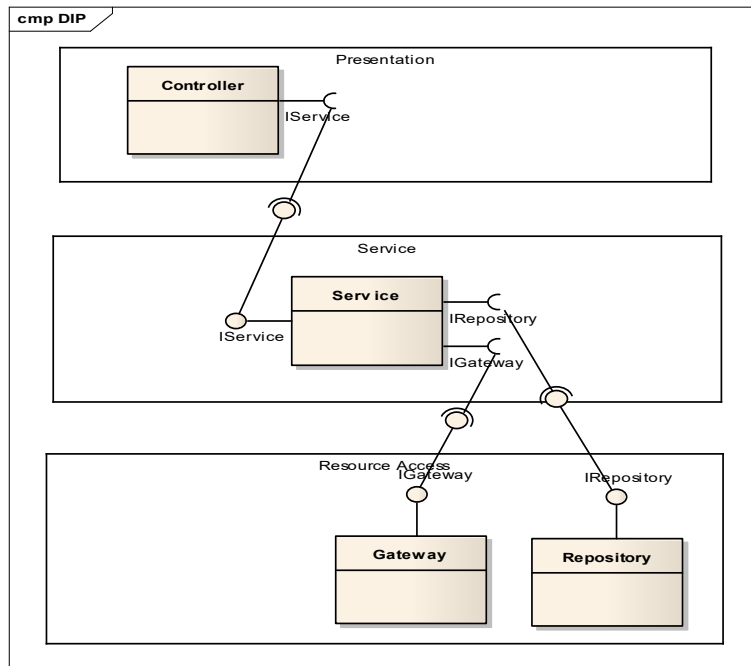 cmp DIP
Presentation
Controller
IService
Service
Service
IRepository
IService
IGateway
Resource Access
IGateway
IRepository
Gateway
Repository